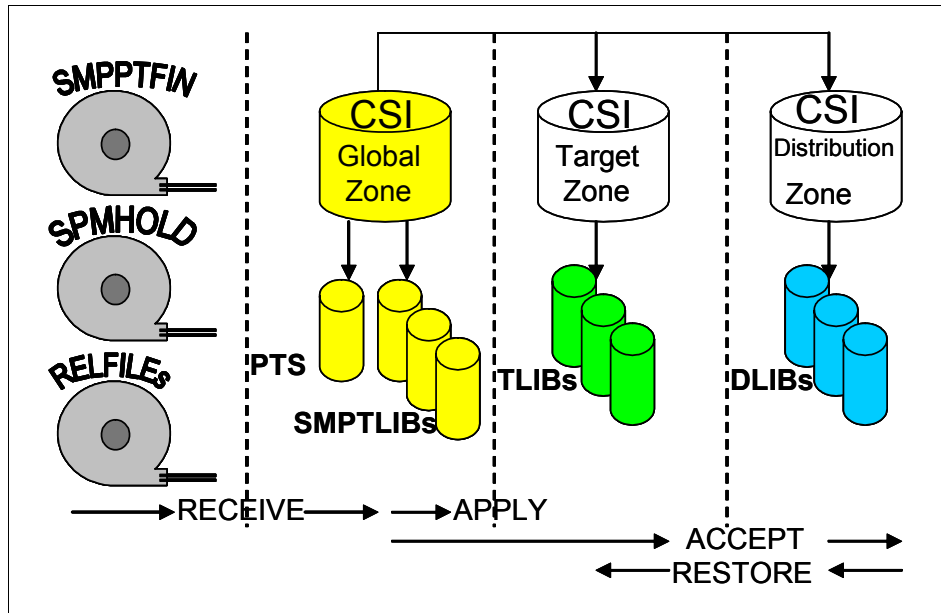 SMPPTFIN
SPMHOLD
RELFILEs
CSI
Global
Zone
PTS
SMPTLIBs
CSI
Target
Zone
TLIBs
CSI
Distribution
Zone
DLIBs
RECEIVE
APPLY
ACCEPT
RESTORE